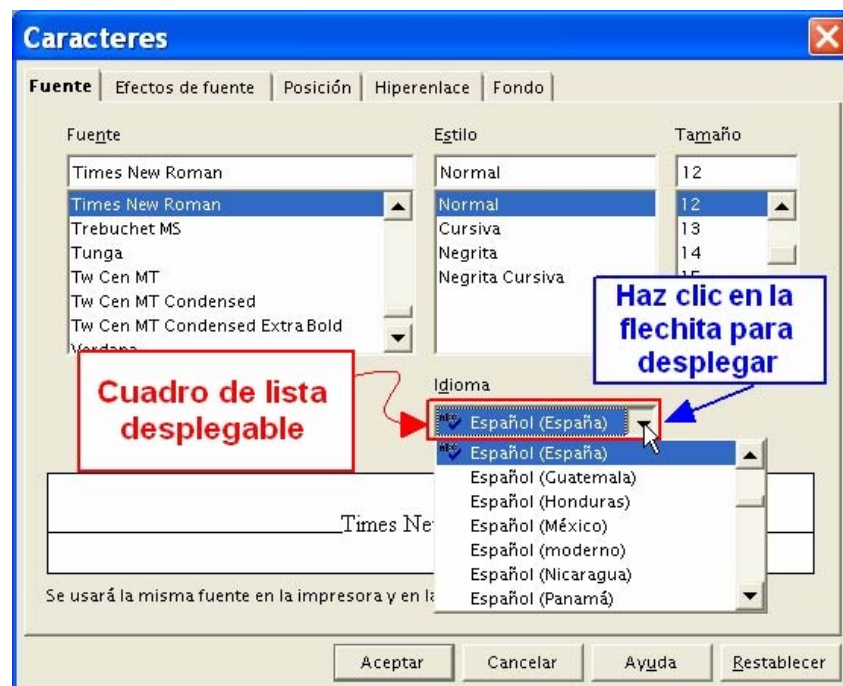 Caracteres
Fuente Efectos de fuente Posición Hiperenlace Fondo
Fuente Estilo Tamaño
Times New Roman Normal 12
Times New Roman Normal 12
Trebuchet MS Cursiva 13
Tunga Negrita 14
Tw Cen MT Negrita Cursiva
Tw Cen MT Condensed
Tw Cen MT Condensed Extra Bold
Haz clic en la
flechita para
desplegar
Cuadro de lista
desplegable
Idioma
Español (España)
Español (España)
Español (Guatemala)
Español (Honduras)
Español (México)
Español (moderno)
Español (Nicaragua)
Español (Panamá)
Times Ne
Se usará la misma fuente en la impresora y en la
Aceptar Cancelar Ayuda Restablecer